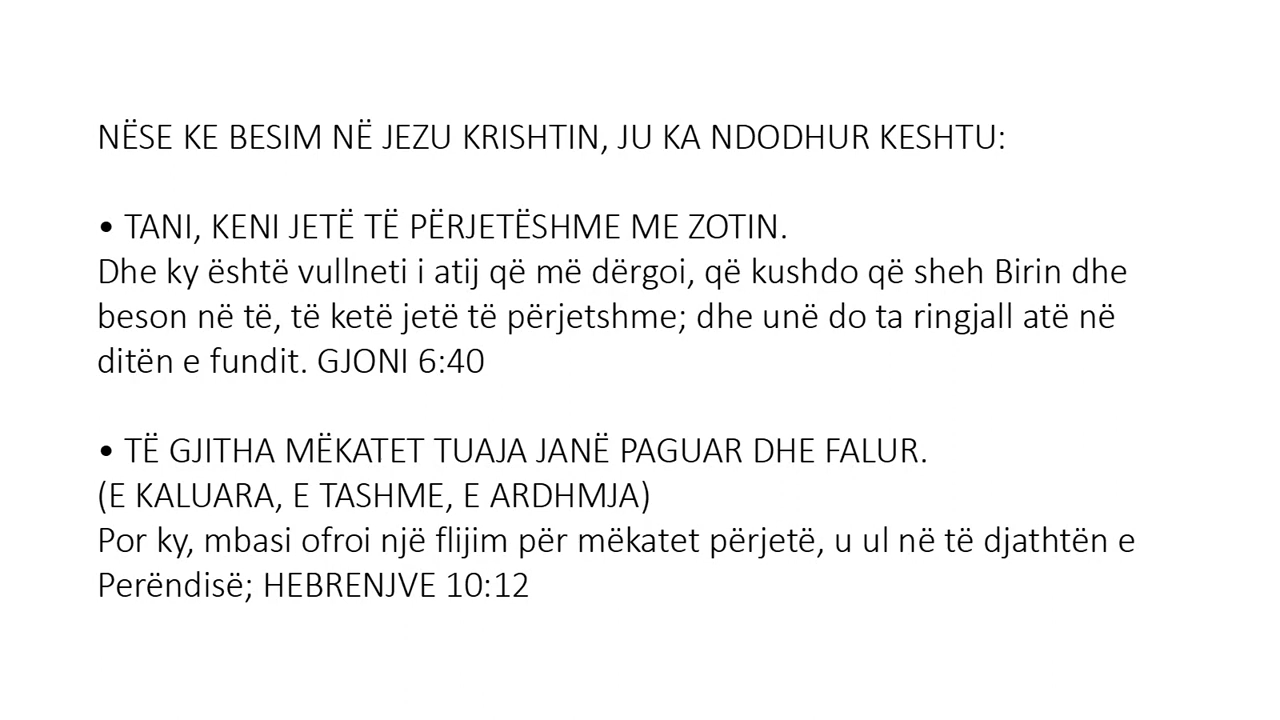 NËSE KE BESIM NË JEZU KRISHTIN, JU KA NDODHUR KESHTU:
• TANI, KENI JETË TË PËRJETËSHME ME ZOTIN.
Dhe ky është vullneti i atij që më dërgoi, që kushdo që sheh Birin dhe
beson në të, të ketë jetë të përjetshme; dhe unë do ta ringjall atë në
ditën e fundit. GJONI 6:40
• TË GJITHA MËKATET TUAJA JANË PAGUAR DHE FALUR.
(E KALUARA, E TASHME, E ARDHMJA)
Por ky, mbasi ofroi një flijim për mëkatet përjetë, u ul në të djathtën e
Perëndisë; HEBRENJVE 10:12